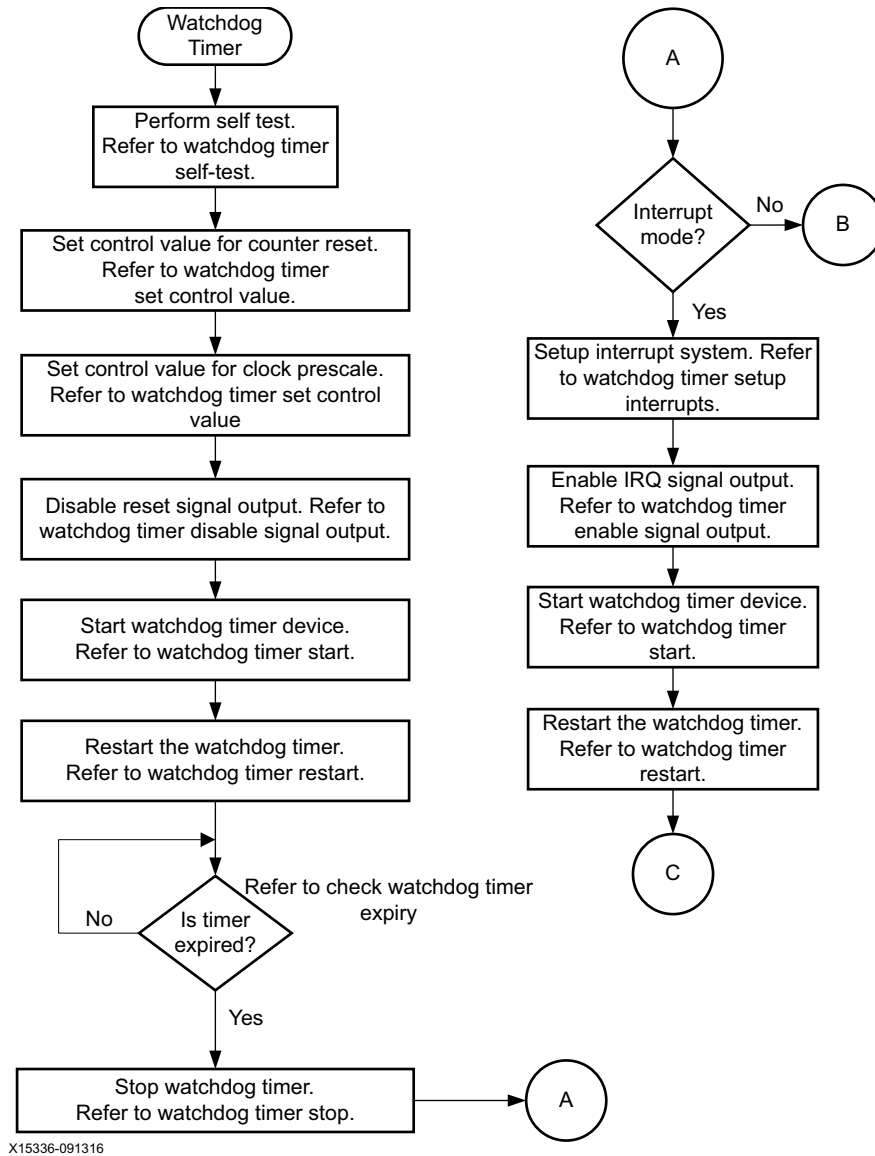 Watchdog
Timer
Perform self test.
Refer to watchdog timer
self-test.
Set control value for counter reset.
Refer to watchdog timer
set control value.
Set control value for clock prescale.
Refer to watchdog timer set control
value
Disable reset signal output. Refer to
watchdog timer disable signal output.
Start watchdog timer device.
Refer to watchdog timer start.
Restart the watchdog timer.
Refer to watchdog timer restart.
Refer to check watchdog timer
expiry
Is timer
expired?
No
Yes
Stop watchdog timer.
Refer to watchdog timer stop.
A
A
Interrupt
mode?
No
B
Yes
Setup interrupt system. Refer
to watchdog timer setup
interrupts.
Enable IRQ signal output.
Refer to watchdog timer
enable signal output.
Start watchdog timer device.
Refer to watchdog timer
start.
Restart the watchdog timer.
Refer to watchdog timer
restart.
C
X15336-091316